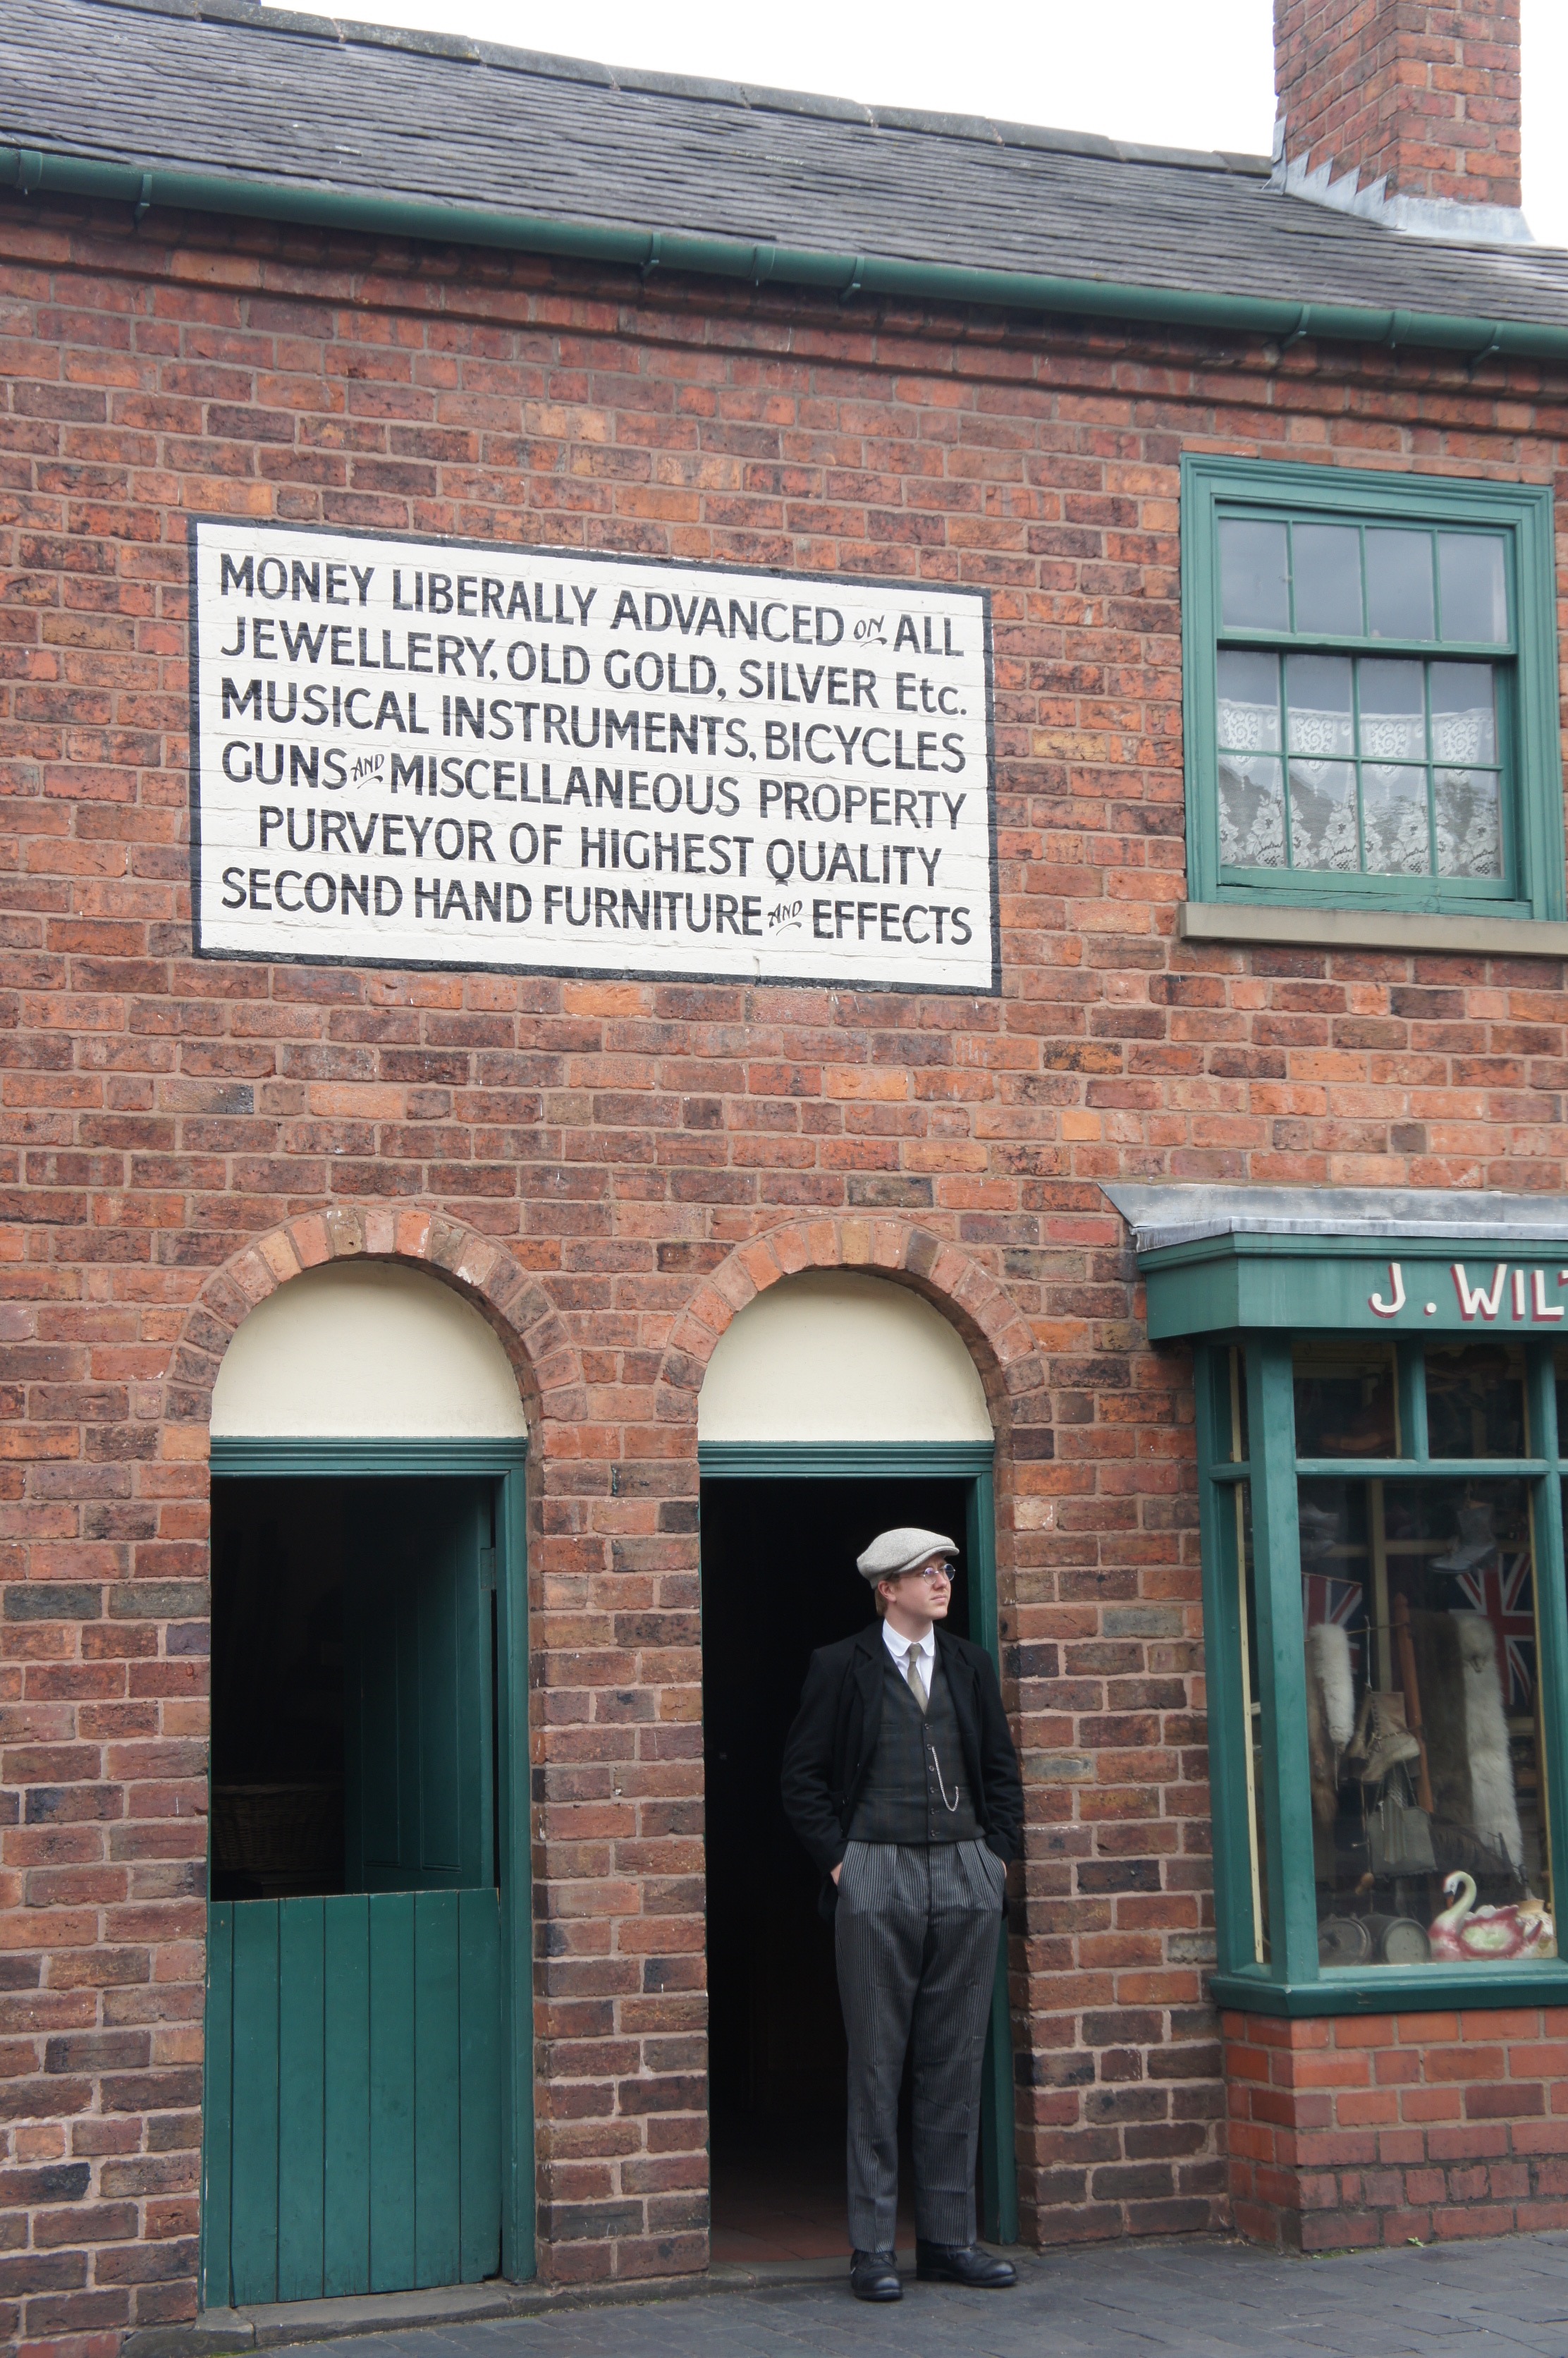 MONEY LIBERALLY ADVANCED ON ALL
JEWELLERY, OLD GOLD, SILVER Etc.
MUSICAL INSTRUMENTS, BICYCLES
GUNS AND MISCELLANEOUS PROPERTY
PURVEYOR OF HIGHEST QUALITY
SECOND HAND FURNITURE AND EFFECTS
J. WIL